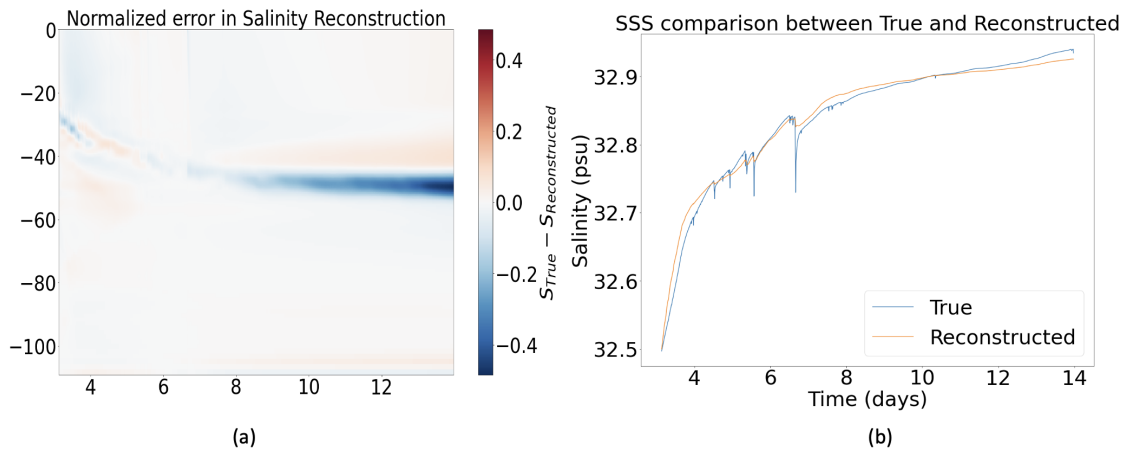 Normalized error in Salinity Reconstruction
0
−20
−40
−60
−80
−100
4 6 8 10 12
0.4
0.2
0.0
−0.2
−0.4
S_True − S_Reconstructed
(a)
SSS comparison between True and Reconstructed
32.9
32.8
32.7
32.6
32.5
Salinity (psu)
True
Reconstructed
4 6 8 10 12 14
Time (days)
(b)